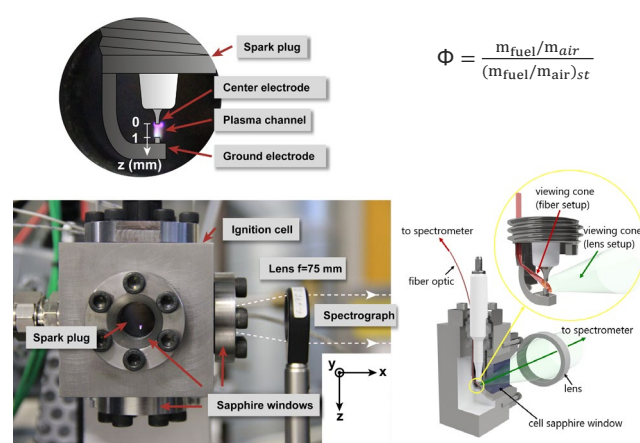 Spark plug
Center electrode
Plasma channel
Ground electrode
0
1
z (mm)
Φ = m_fuel/m_air / (m_fuel/m_air)_st
Ignition cell
Lens f=75 mm
Spectrograph
Spark plug
Sapphire windows
y
x
z
viewing cone
(fiber setup)
viewing cone
(lens setup)
to spectrometer
fiber optic
to spectrometer
lens
cell sapphire window